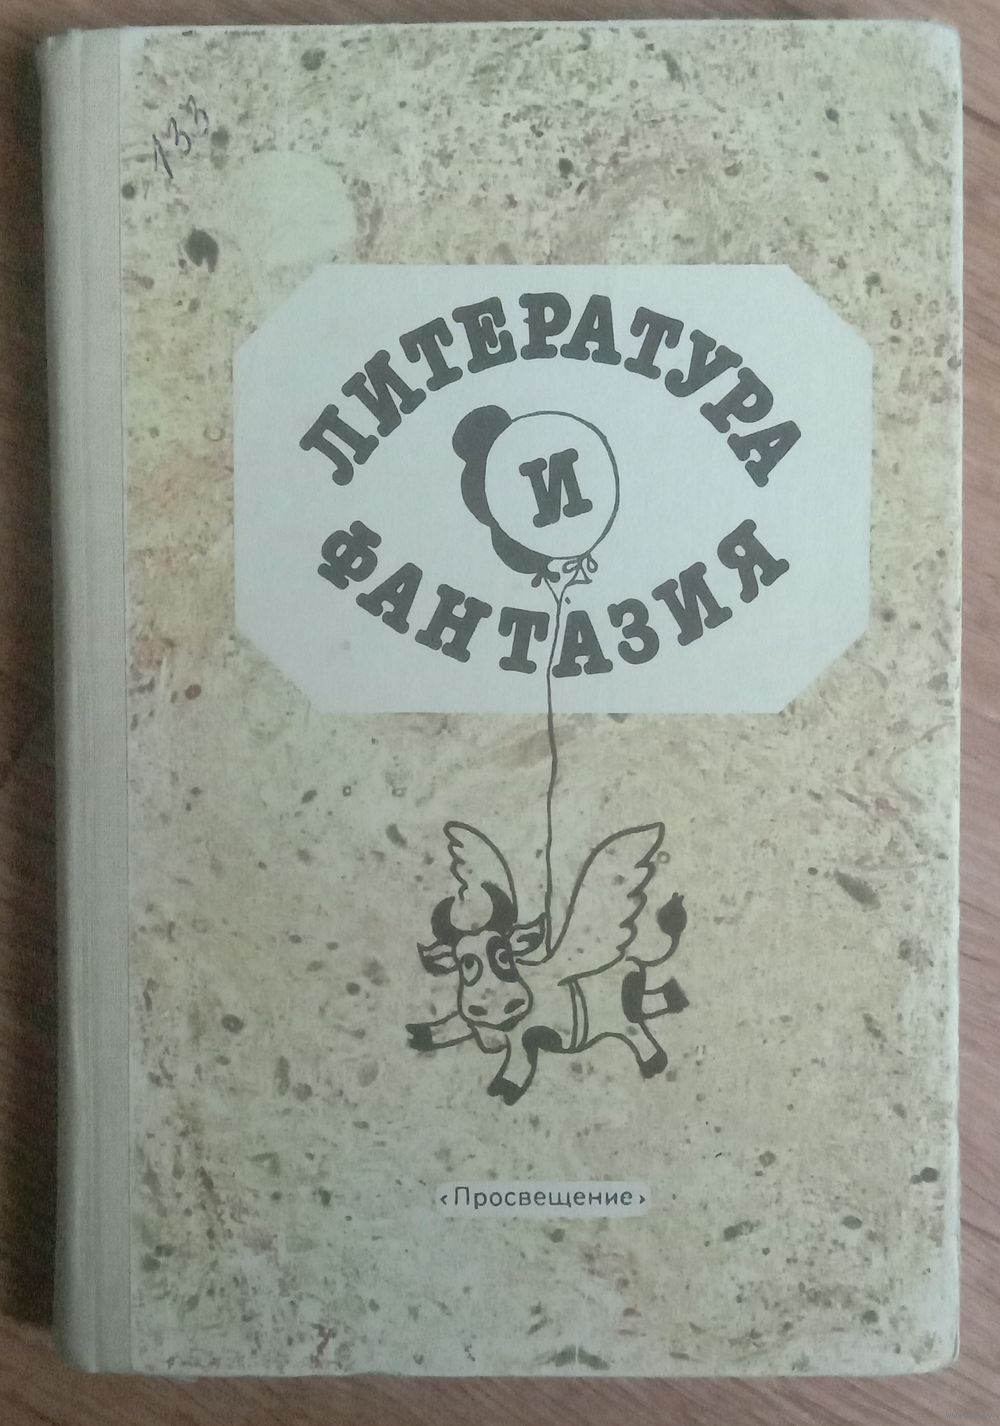 133
ЛИТЕРАТУРА
И
ФАНТАЗИЯ
‹Просвещение›